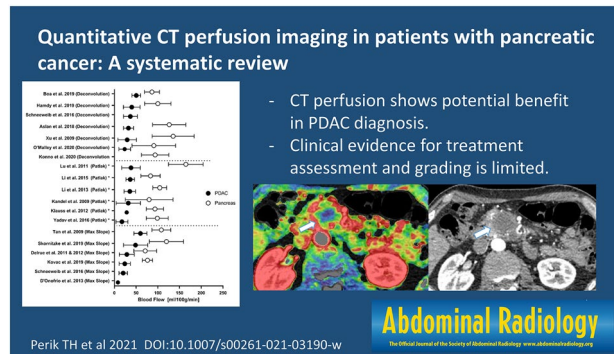 Quantitative CT perfusion imaging in patients with pancreatic
cancer: A systematic review
Boa et al. 2019 (Deconvolution)
Hamdy et al. 2019 (Deconvolution)
Schneeweiß et al. 2016 (Deconvolution)
Aslan et al. 2018 (Deconvolution)
Xu et al. 2009 (Deconvolution)
O'Malley et al. 2020 (Deconvolution)
Konno et al. 2020 (Deconvolution
Lu et al. 2011 (Patlak) *
Li et al. 2015 (Patlak) *
Li et al. 2013 (Patlak) *
Kandel et al. 2009 (Patlak) *
Klauss et al. 2012 (Patlak) *
Yadav et al. 2016 (Patlak) *
Tan et al. 2009 (Max Slope)
Skornitzke et al. 2015 (Max Slope)
Delrue et al. 2011 & 2012 (Max Slope)
Kovac et al. 2019 (Max Slope)
Schneeweiß et al. 2016 (Max Slope)
D'Onofrio et al. 2013 (Max Slope)
PDAC
Pancreas
0 50 100 150 200 250
Blood Flow [ml/100g/min]
- CT perfusion shows potential benefit
in PDAC diagnosis.
- Clinical evidence for treatment
assessment and grading is limited.
Perik TH et al 2021 DOI:10.1007/s00261-021-03190-w
Abdominal Radiology
The Official Journal of the Society of Abdominal Radiology www.abdominalradiology.org